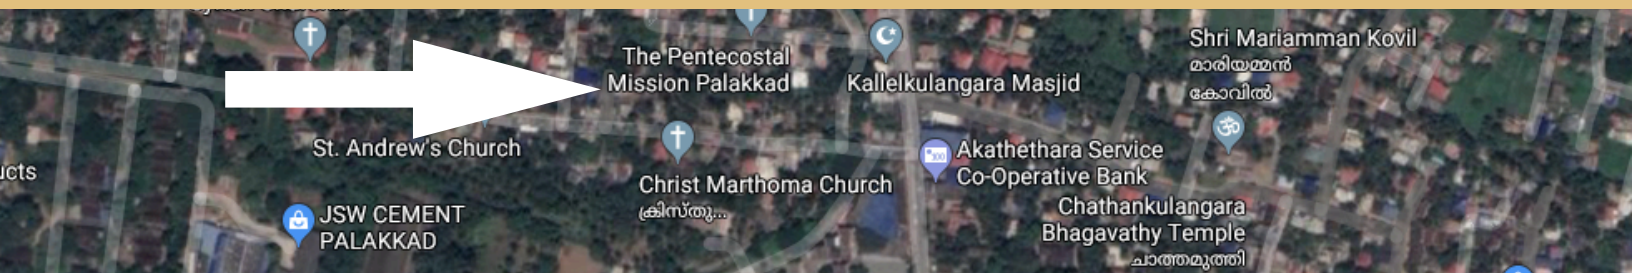 The Pentecostal
Mission Palakkad
Kallelkulangara Masjid
Shri Mariamman Kovil
മാരിയമ്മൻ
കോവിൽ
St. Andrew's Church
Christ Marthoma Church
ക്രിസ്തു...
Akathethara Service
Co-Operative Bank
100
ucts
JSW CEMENT
PALAKKAD
Chathankulangara
Bhagavathy Temple
ചാത്തമുത്തി